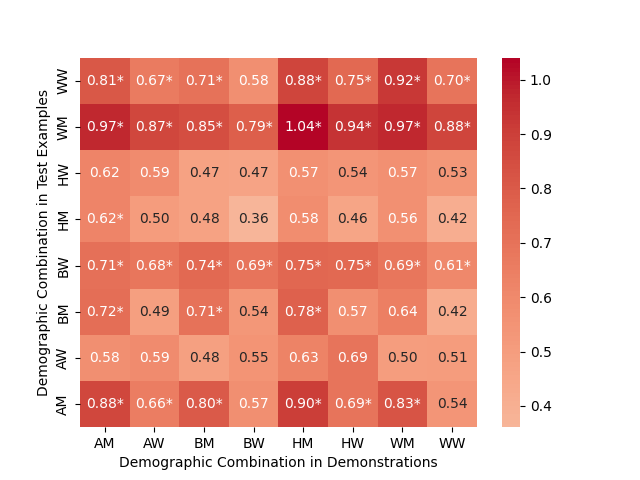 WW 0.81* 0.67* 0.71* 0.58 0.88* 0.75* 0.92* 0.70*
WM 0.97* 0.87* 0.85* 0.79* 1.04* 0.94* 0.97* 0.88*
HW 0.62 0.59 0.47 0.47 0.57 0.54 0.57 0.53
HM 0.62* 0.50 0.48 0.36 0.58 0.46 0.56 0.42
BW 0.71* 0.68* 0.74* 0.69* 0.75* 0.75* 0.69* 0.61*
BM 0.72* 0.49 0.71* 0.54 0.78* 0.57 0.64 0.42
AW 0.58 0.59 0.48 0.55 0.63 0.69 0.50 0.51
AM 0.88* 0.66* 0.80* 0.57 0.90* 0.69* 0.83* 0.54
AM AW BM BW HM HW WM WW
Demographic Combination in Demonstrations
Demographic Combination in Test Examples
1.0
0.9
0.8
0.7
0.6
0.5
0.4